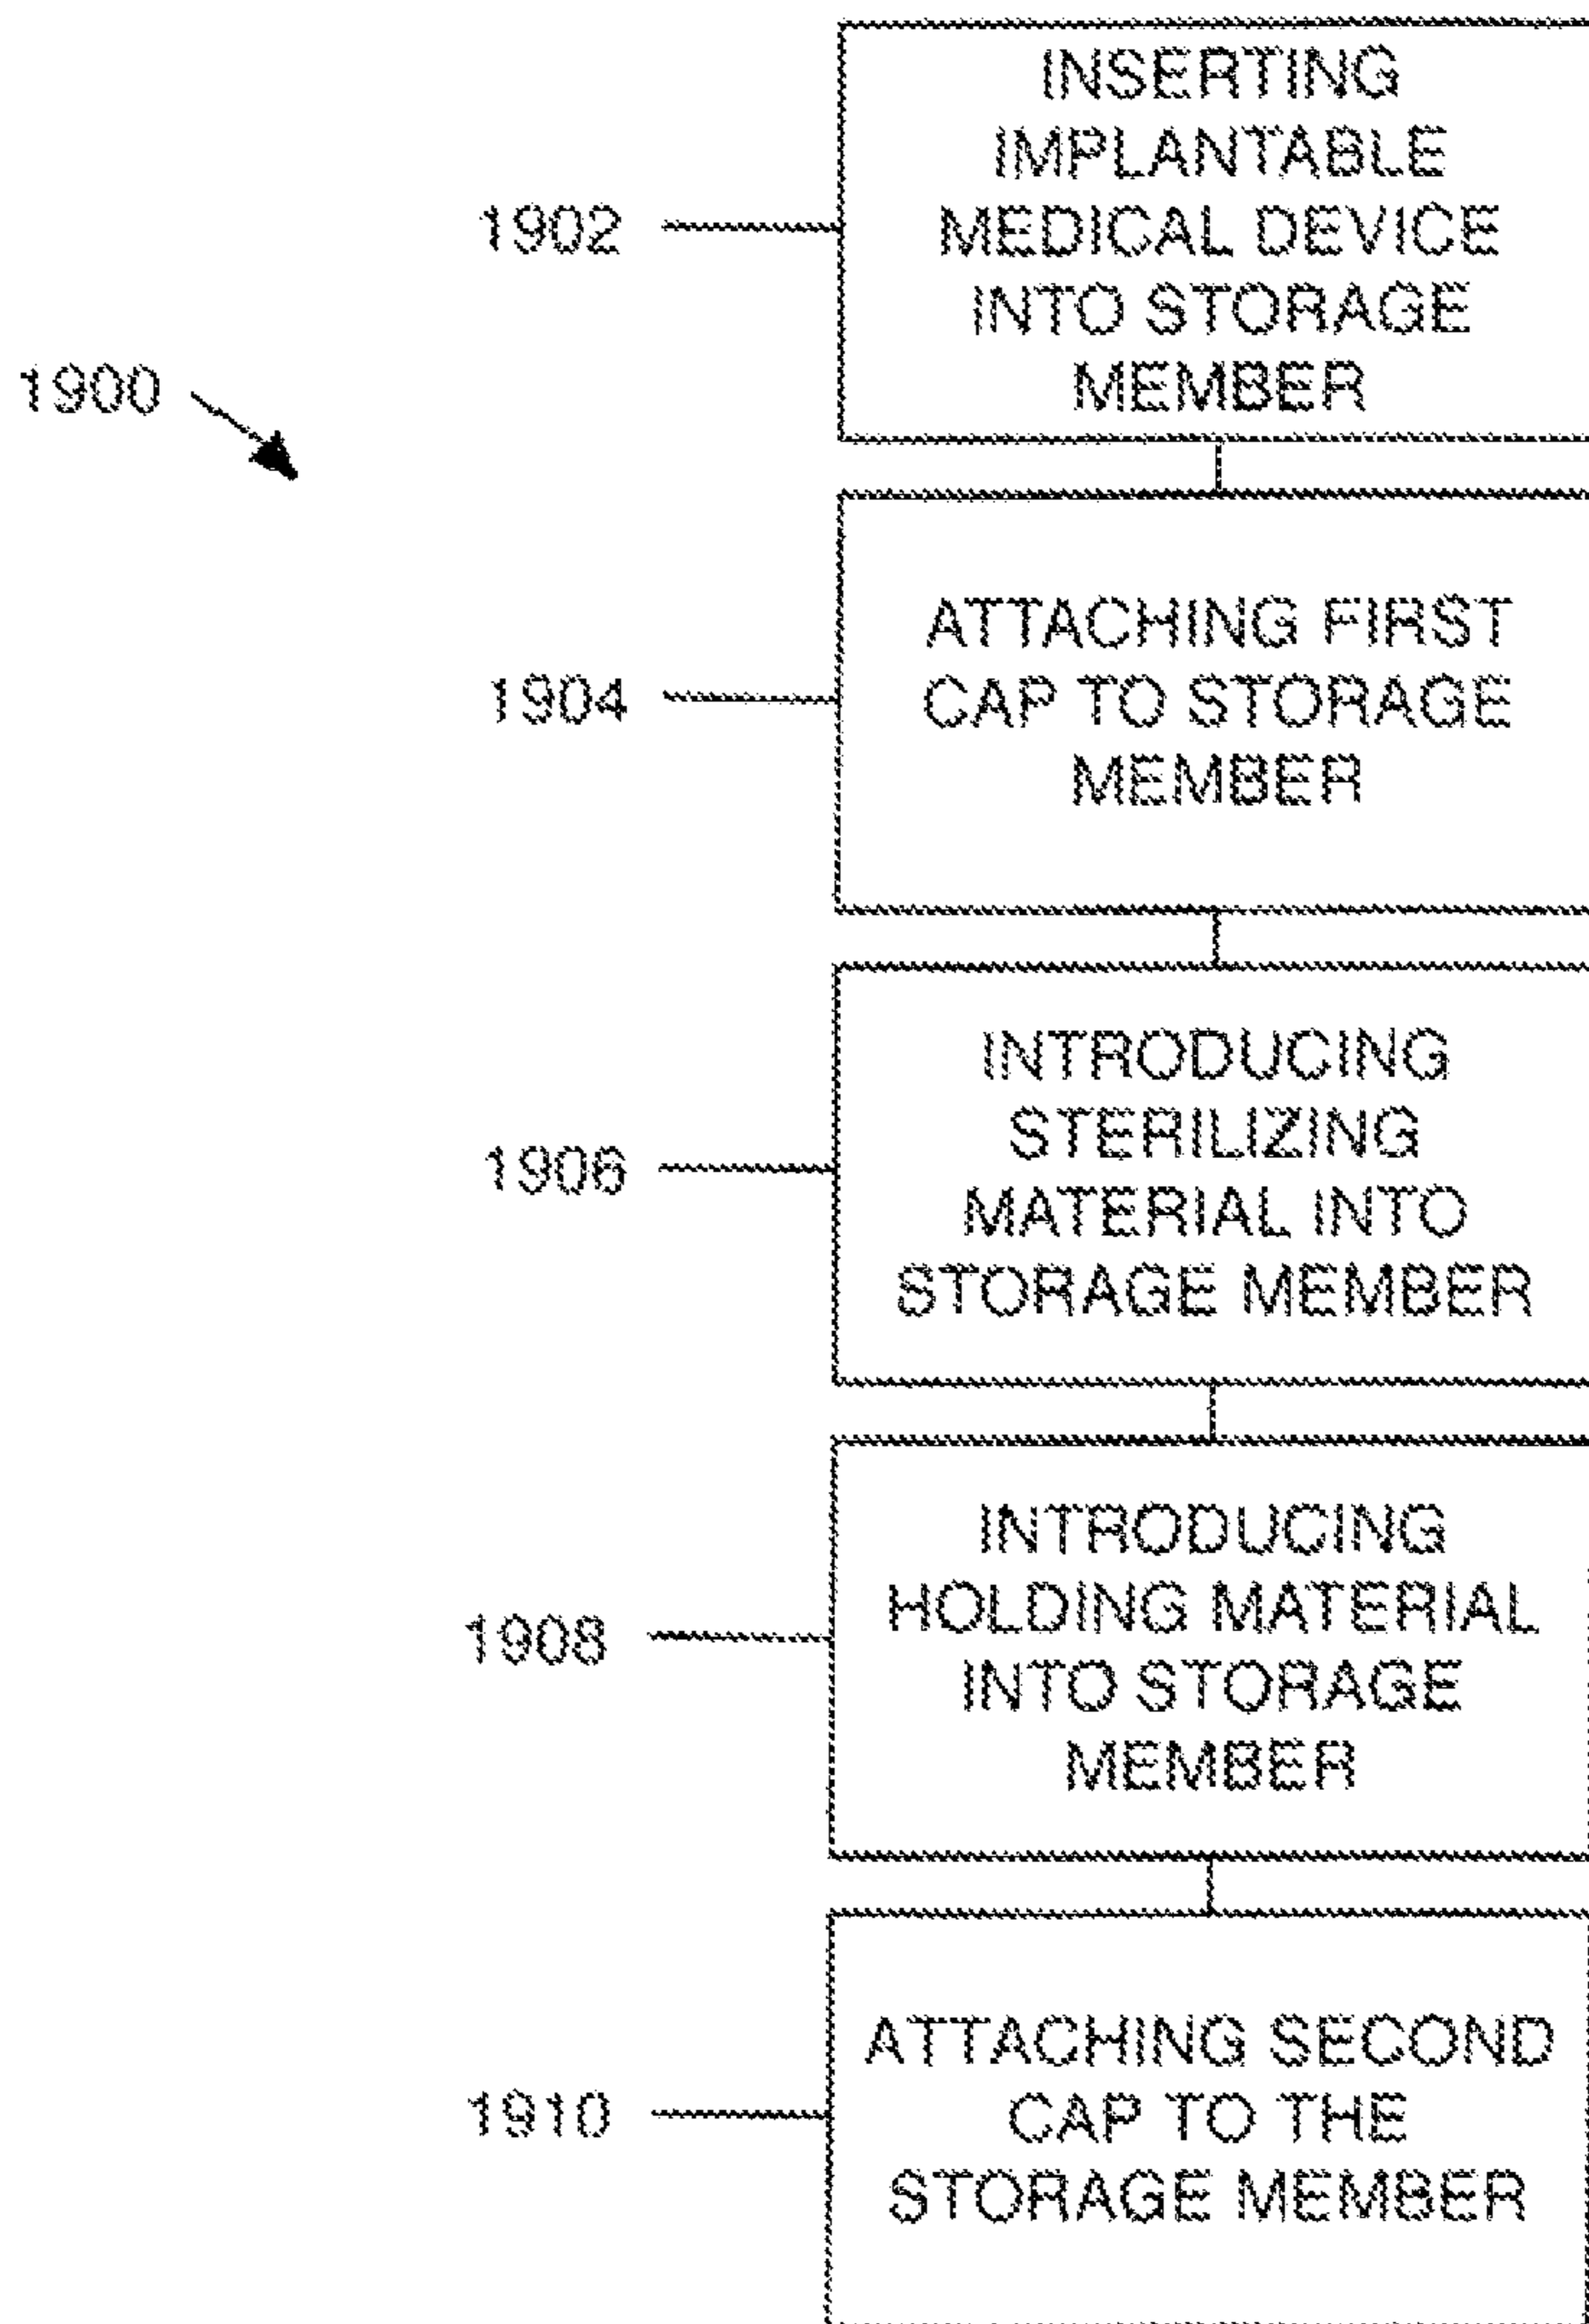 INSERTING
IMPLANTABLE
MEDICAL DEVICE
INTO STORAGE
MEMBER
1902
1900
ATTACHING FIRST
CAP TO STORAGE
MEMBER
1904
INTRODUCING
STERILIZING
MATERIAL INTO
STORAGE MEMBER
1906
INTRODUCING
HOLDING MATERIAL
INTO STORAGE
MEMBER
1908
ATTACHING SECOND
CAP TO THE
STORAGE MEMBER
1910